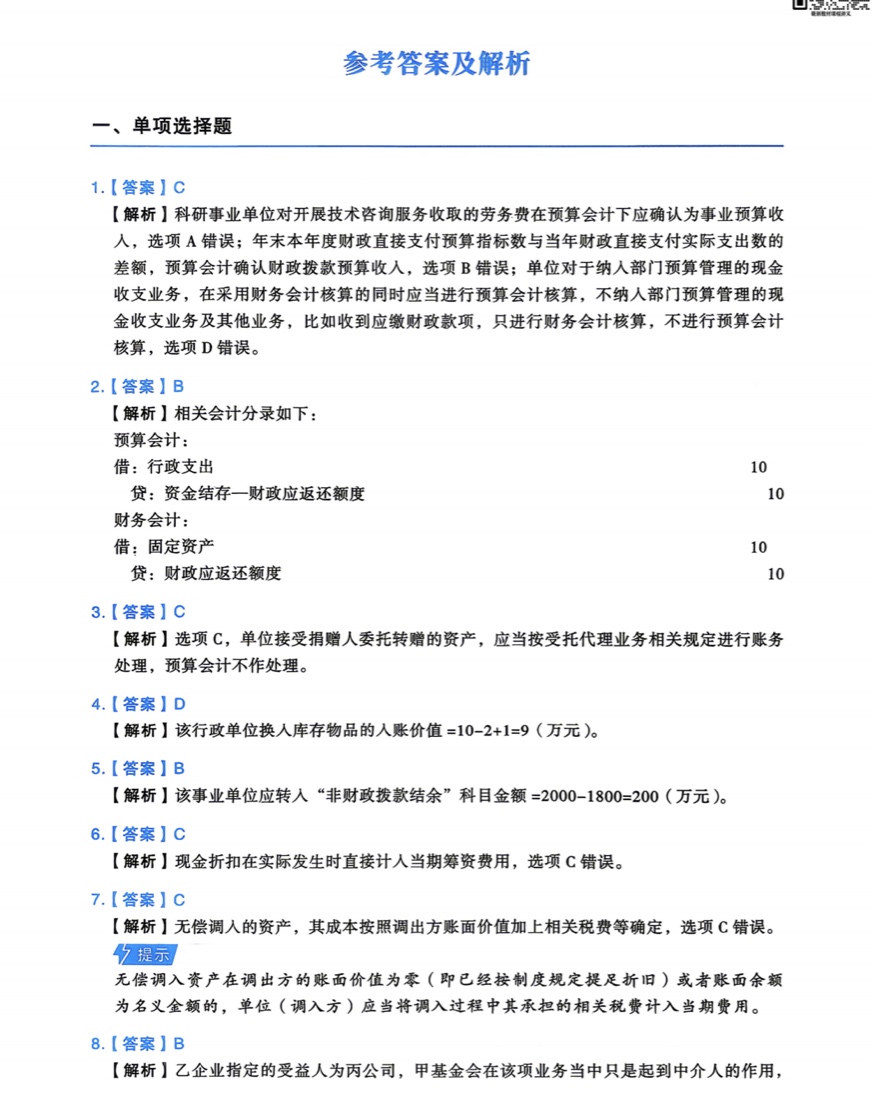 参考答案及解析
一、单项选择题
1.【答案】C
【解析】科研事业单位对开展技术咨询服务收取的劳务费在预算会计下应确认为事业预算收
入，选项 A 错误；年末本年度财政直接支付预算指标数与当年财政直接支付实际支出数的
差额，预算会计确认财政拨款预算收入，选项 B 错误；单位对于纳入部门预算管理的现金
收支业务，在采用财务会计核算的同时应当进行预算会计核算，不纳入部门预算管理的现
金收支业务及其他业务，比如收到应缴财政款项，只进行财务会计核算，不进行预算会计
核算，选项 D 错误。
2.【答案】B
【解析】相关会计分录如下：
预算会计：
借：行政支出 10
贷：资金结存—财政应返还额度 10
财务会计：
借：固定资产 10
贷：财政应返还额度 10
3.【答案】C
【解析】选项 C，单位接受捐赠人委托转赠的资产，应当按受托代理业务相关规定进行账务
处理，预算会计不作处理。
4.【答案】D
【解析】该行政单位换入库存物品的入账价值 =10−2+1=9（万元）。
5.【答案】B
【解析】该事业单位应转入“非财政拨款结余”科目金额 =2000−1800=200（万元）。
6.【答案】C
【解析】现金折扣在实际发生时直接计入当期筹资费用，选项 C 错误。
7.【答案】C
【解析】无偿调入的资产，其成本按照调出方账面价值加上相关税费等确定，选项 C 错误。
提示
无偿调入资产在调出方的账面价值为零（即已经按制度规定提足折旧）或者账面余额
为名义金额的，单位（调入方）应当将调入过程中其承担的相关税费计入当期费用。
8.【答案】B
【解析】乙企业指定的受益人为丙公司，甲基金会在该项业务当中只是起到中介人的作用，